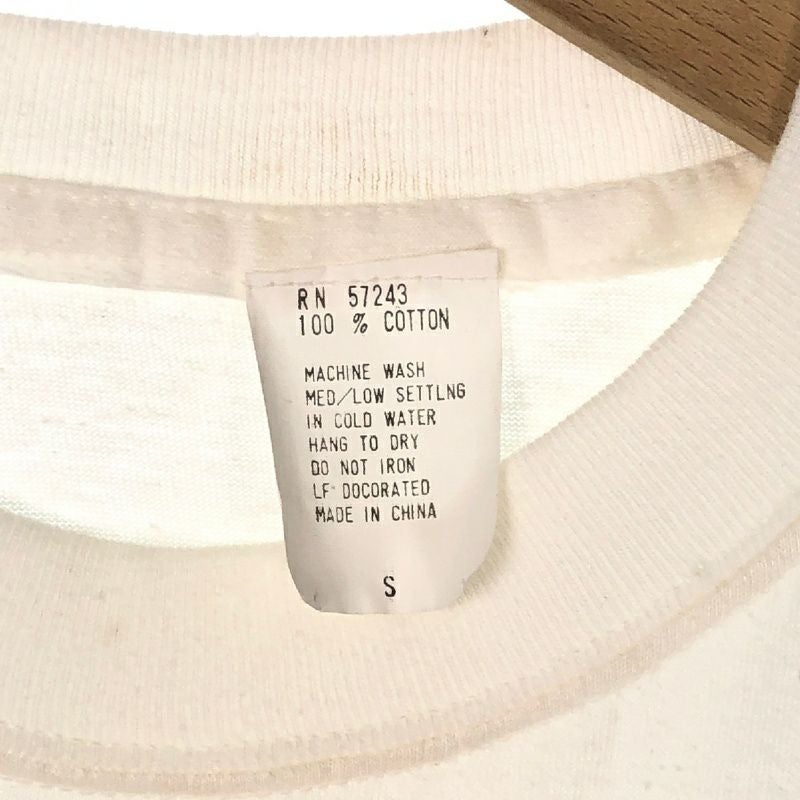 RN 57243
100 % COTTON
MACHINE WASH
MED/LOW SETTLNG
IN COLD WATER
HANG TO DRY
DO NOT IRON
LF DOCORATED
MADE IN CHINA
S